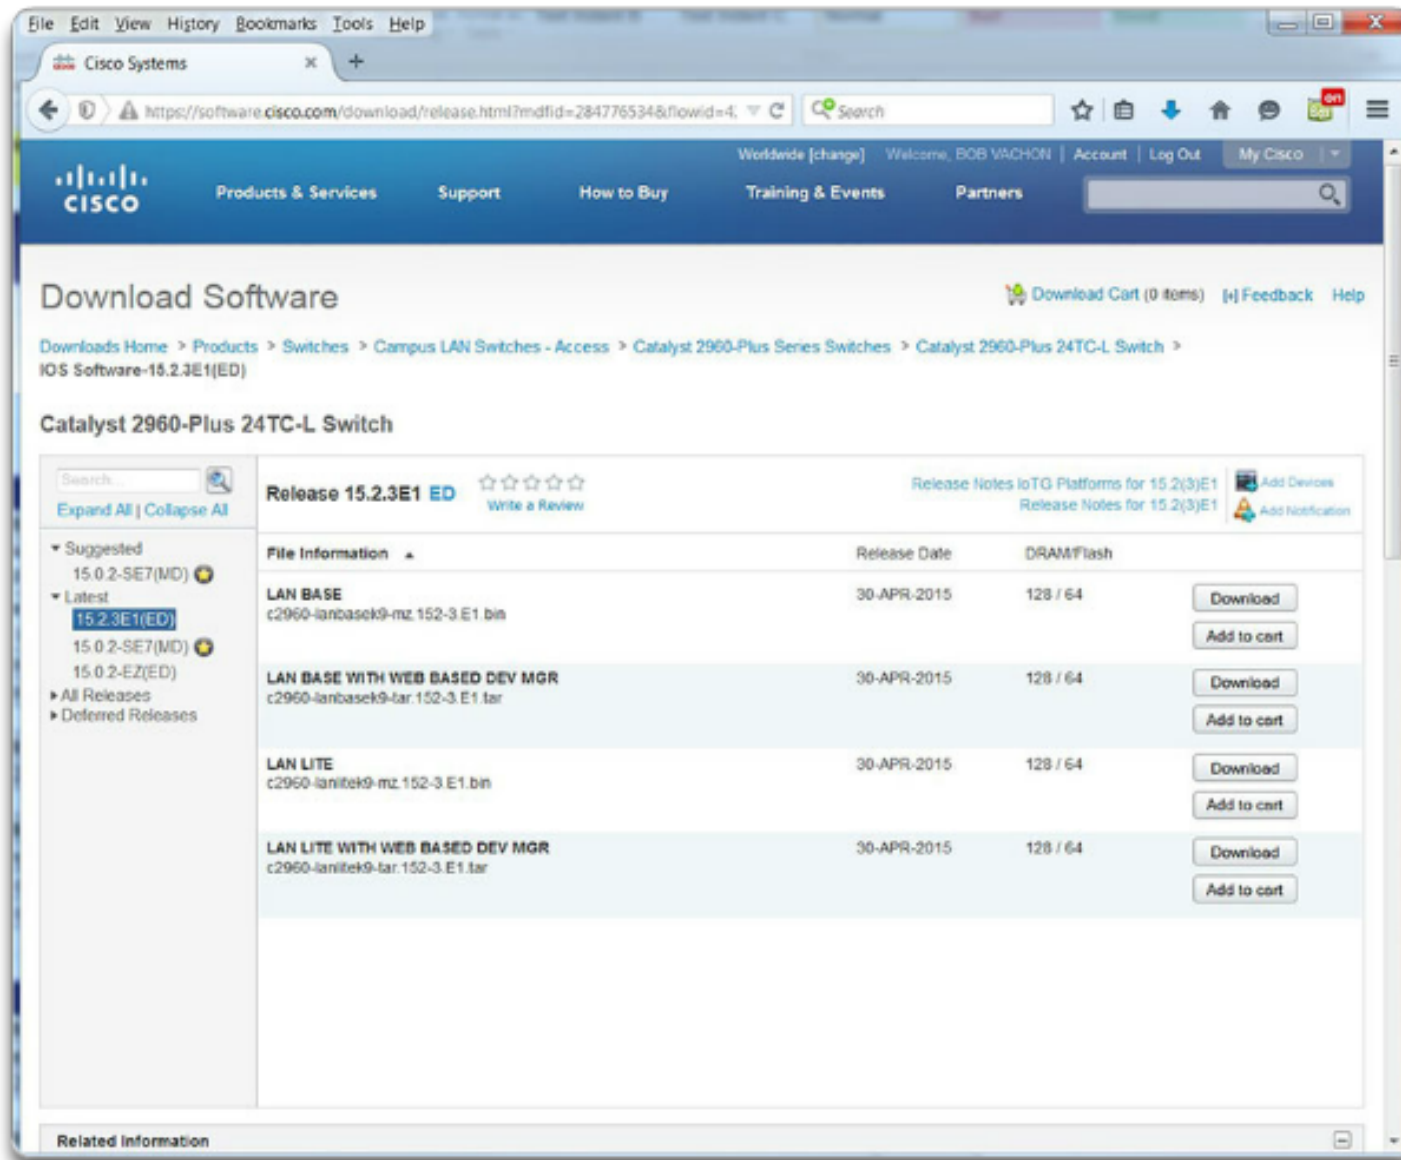 File Edit View History Bookmarks Tools Help
Cisco Systems
https://software.cisco.com/download/release.html?mdfid=284776534&flowid=4.
Search
on
Worldwide [change] Welcome, BOB VACHON | Account | Log Out My Cisco
CISCO
Products & Services Support How to Buy Training & Events Partners
Download Software
Download Cart (0 items) [+] Feedback Help
Downloads Home > Products > Switches > Campus LAN Switches - Access > Catalyst 2960-Plus Series Switches > Catalyst 2960-Plus 24TC-L Switch >
IOS Software-15.2.3E1(ED)
Catalyst 2960-Plus 24TC-L Switch
Search...
Expand All | Collapse All
Suggested
15.0.2-SE7(MD)
Latest
15.2.3E1(ED)
15.0.2-SE7(MD)
15.0.2-EZ(ED)
All Releases
Deferred Releases
Release 15.2.3E1 ED
Write a Review
Release Notes IoTG Platforms for 15.2(3)E1
Release Notes for 15.2(3)E1
Add Devices
Add Notification
File Information Release Date DRAM/Flash
LAN BASE 30-APR-2015 128 / 64 Download
c2960-lanbasek9-mz.152-3.E1.bin
Add to cart
LAN BASE WITH WEB BASED DEV MGR 30-APR-2015 128 / 64 Download
c2960-lanbasek9-tar.152-3.E1.tar
Add to cart
LAN LITE 30-APR-2015 128 / 64 Download
c2960-lanlitek9-mz.152-3.E1.bin
Add to cart
LAN LITE WITH WEB BASED DEV MGR 30-APR-2015 128 / 64 Download
c2960-lanlitek9-tar.152-3.E1.tar
Add to cart
Related Information